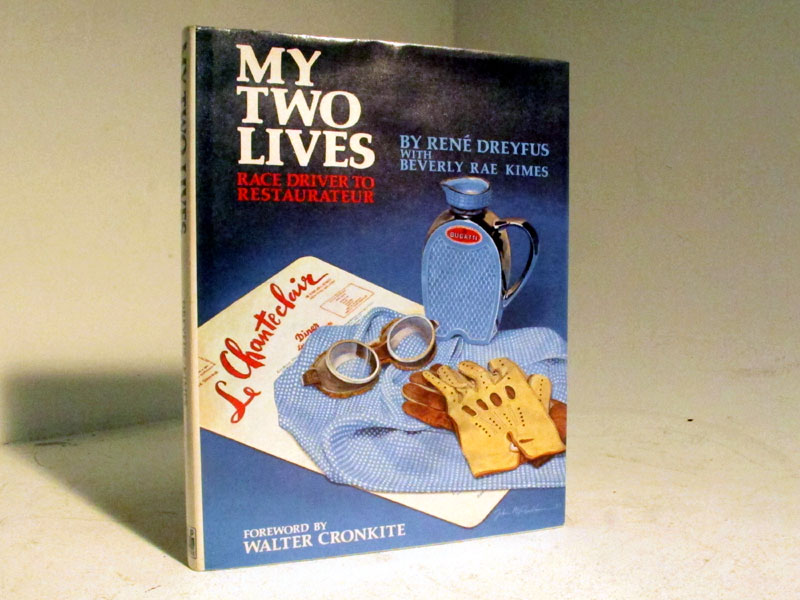 MY
TWO
LIVES
RACE DRIVER TO
RESTAURATEUR
BY RENÉ DREYFUS
WITH
BEVERLY RAE KIMES
BUGATTI
Le Chanteclair
Diner
FOREWORD BY
WALTER CRONKITE
MY TWO LIVES